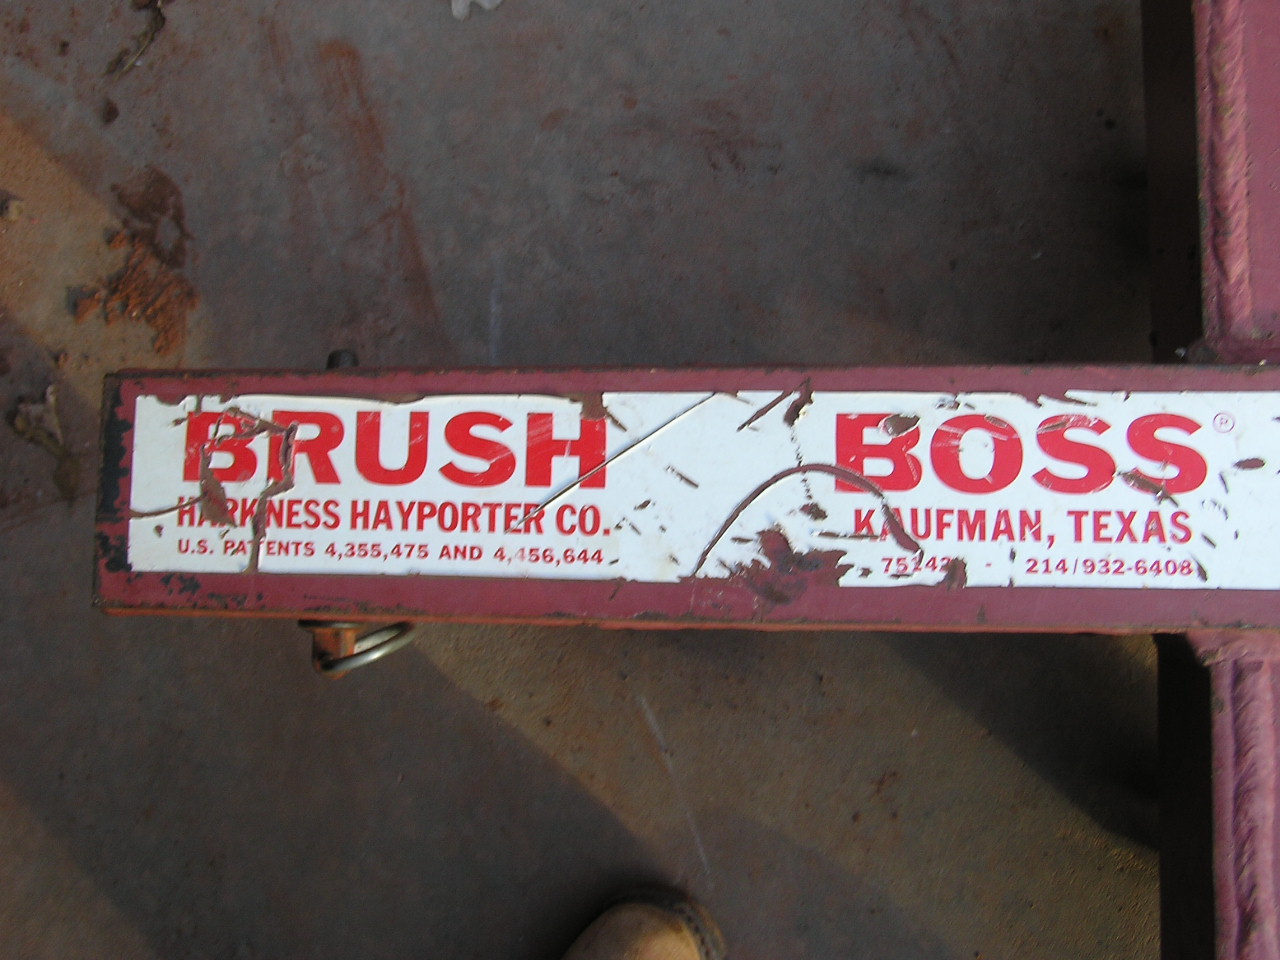 BRUSH BOSS ®
HARKNESS HAYPORTER CO. KAUFMAN, TEXAS
U.S. PATENTS 4,355,475 AND 4,456,644 - 214/932-6408